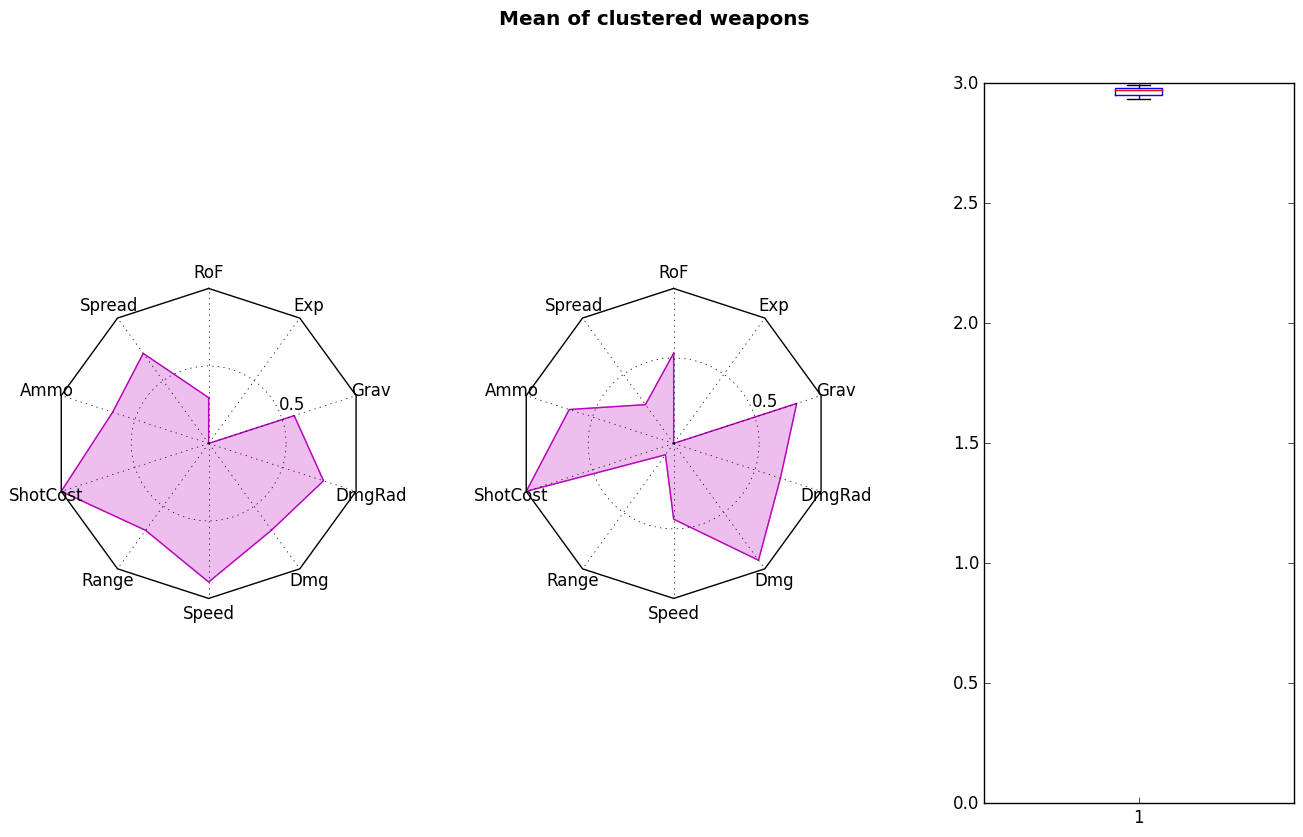 Mean of clustered weapons
RoF
Exp
Grav
DmgRad
Dmg
Speed
Range
ShotCost
Ammo
Spread
0.5
RoF
Exp
Grav
DmgRad
Dmg
Speed
Range
ShotCost
Ammo
Spread
0.5
3.0
2.5
2.0
1.5
1.0
0.5
0.0
1